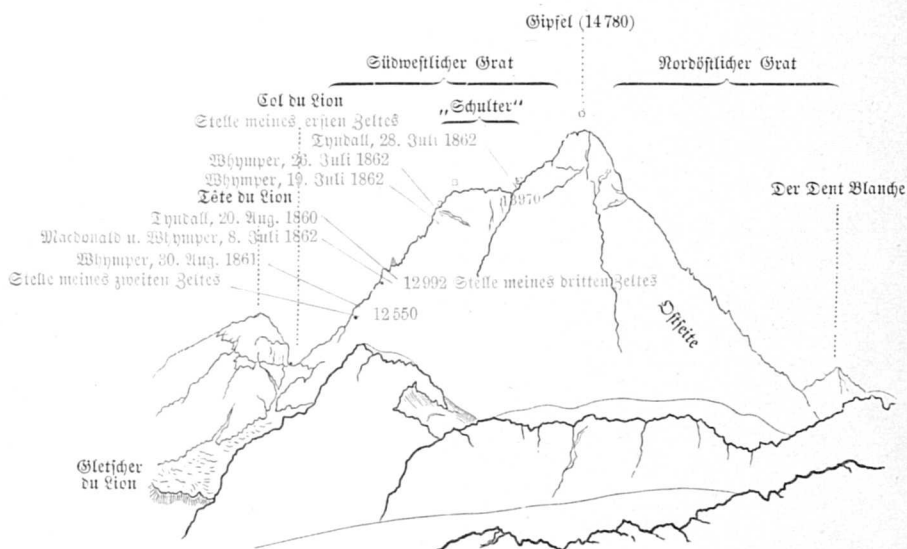 Gipfel (14780)
Südwestlicher Grat
Nordöstlicher Grat
Col du Lion
Stelle meines ersten Zeltes
„Schulter“
Tyndall, 28. Juli 1862
Whymper, 26. Juli 1862
Whymper, 19. Juli 1862
Tête du Lion
13970
Der Dent Blanche
Tyndall, 20. Aug. 1860
Macdonald u. Whymper, 8. Juli 1862
Whymper, 30. Aug. 1861
Stelle meines zweiten Zeltes
12992 Stelle meines dritten Zeltes
12550
Ostseite
Gletscher
du Lion